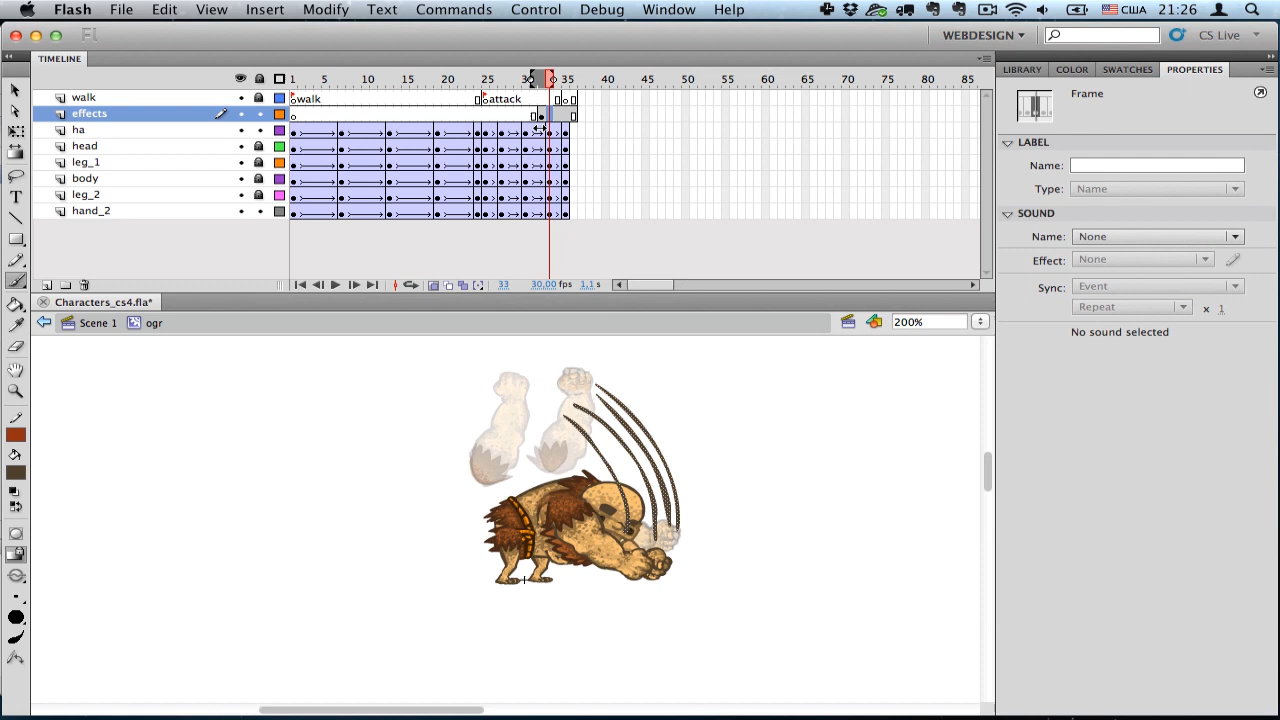 Flash File Edit View Insert Modify Text Commands Control Debug Window Help США 21:26
WEBDESIGN CS Live
TIMELINE
1 5 10 15 20 25 30 35 40 45 50 55 60 65 70 75 80 85
walk walk attack
effects
ha
head
leg_1
body
leg_2
hand_2
33 30,00 fps 1,1 s
Characters_cs4.fla*
Scene 1 ogr 200%
LIBRARY COLOR SWATCHES PROPERTIES
Frame
LABEL
Name:
Type: Name
SOUND
Name: None
Effect: None
Sync: Event
Repeat x 1
No sound selected